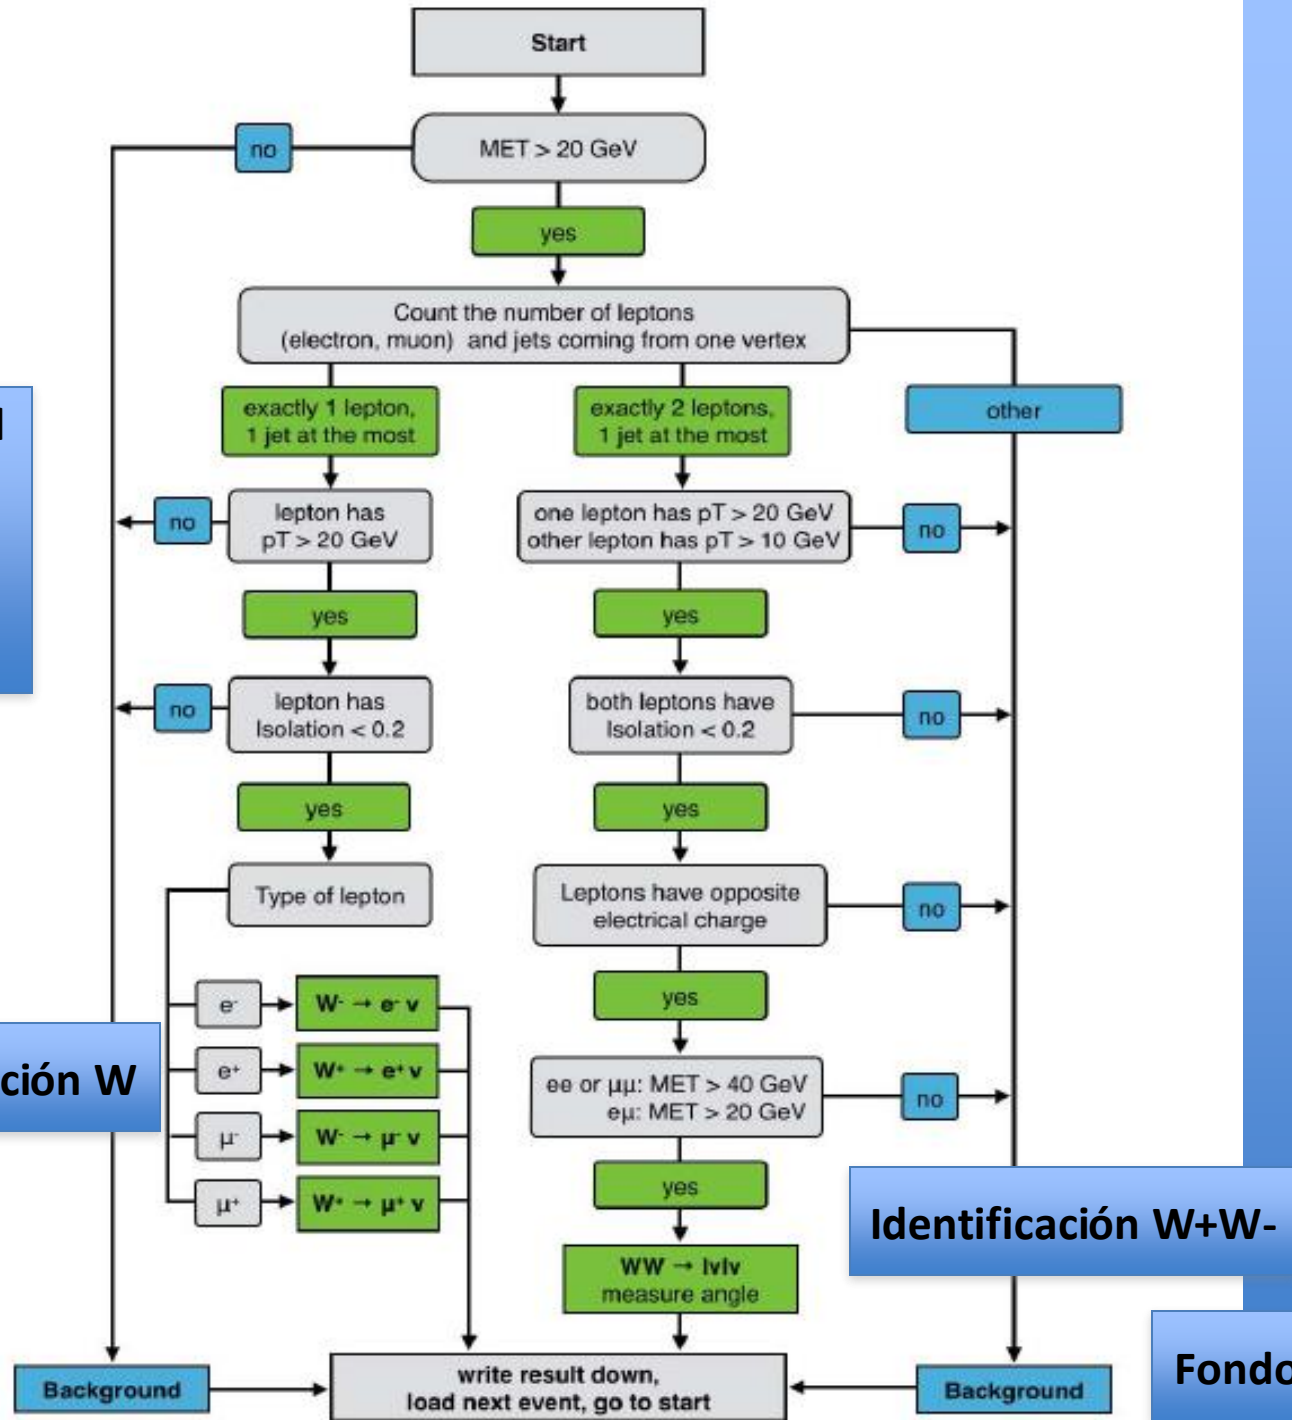 Start
MET > 20 GeV
no
yes
Count the number of leptons
(electron, muon) and jets coming from one vertex
exactly 1 lepton,
1 jet at the most
exactly 2 leptons,
1 jet at the most
other
no
lepton has
pT > 20 GeV
one lepton has pT > 20 GeV
other lepton has pT > 10 GeV
no
yes
yes
no
lepton has
Isolation < 0.2
both leptons have
Isolation < 0.2
no
yes
yes
Type of lepton
Leptons have opposite
electrical charge
no
yes
e⁻
W⁻ → e⁻ ν
e⁺
W⁺ → e⁺ ν
μ⁻
W⁻ → μ⁻ ν
μ⁺
W⁺ → μ⁺ ν
ción W
ee or μμ: MET > 40 GeV
eμ: MET > 20 GeV
no
yes
Identificación W+W-
WW → lνlν
measure angle
Fondo
Background
write result down,
load next event, go to start
Background